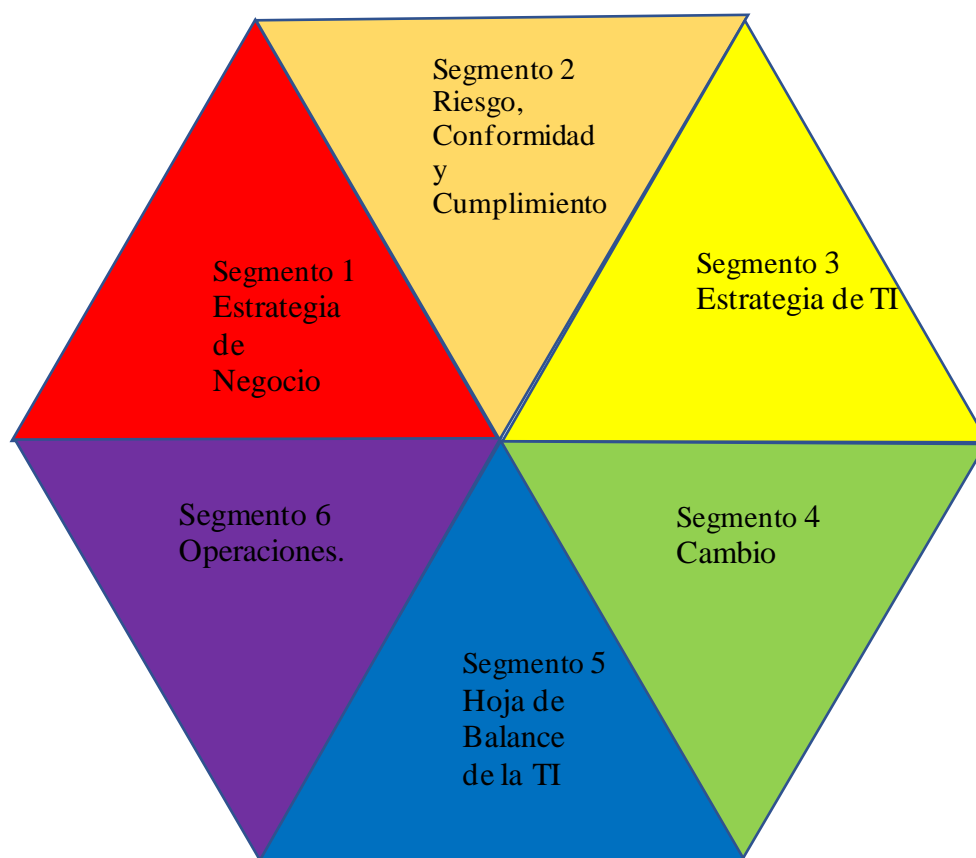 Segmento 2
Riesgo,
Conformidad
y
Cumplimiento
Segmento 1
Estrategia
de
Negocio
Segmento 3
Estrategia de TI
Segmento 6
Operaciones.
Segmento 4
Cambio
Segmento 5
Hoja de
Balance
de la TI